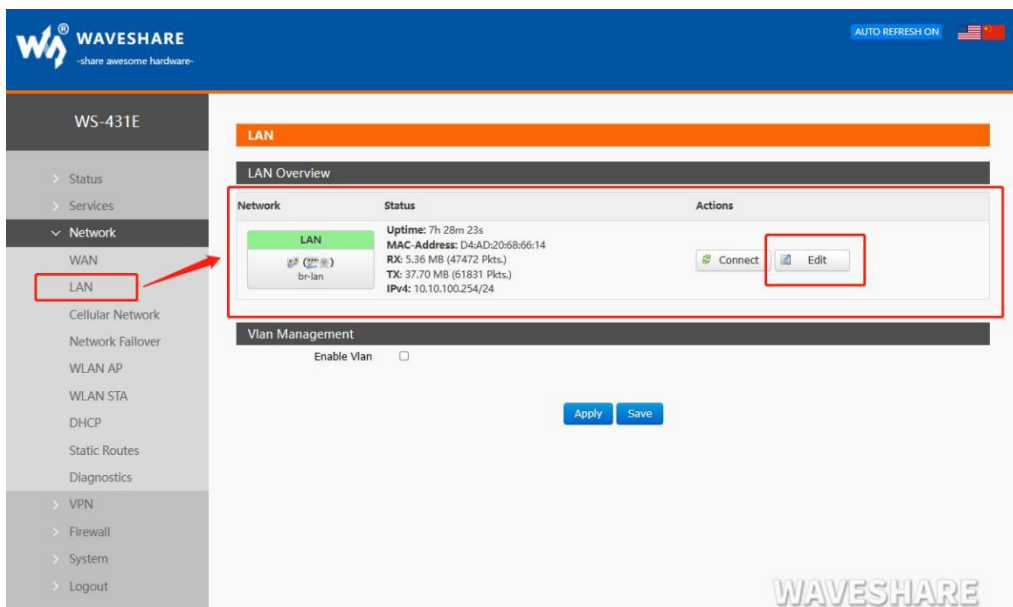 WAVESHARE
-share awesome hardware-
AUTO REFRESH ON
WS-431E
Status
Services
Network
WAN
LAN
Cellular Network
Network Failover
WLAN AP
WLAN STA
DHCP
Static Routes
Diagnostics
VPN
Firewall
System
Logout
LAN
LAN Overview
Network Status Actions
LAN
br-lan
Uptime: 7h 28m 23s
MAC-Address: D4:AD:20:68:66:14
RX: 5.36 MB (47472 Pkts.)
TX: 37.70 MB (61831 Pkts.)
IPv4: 10.10.100.254/24
Connect Edit
Vlan Management
Enable Vlan
Apply Save
WAVESHARE